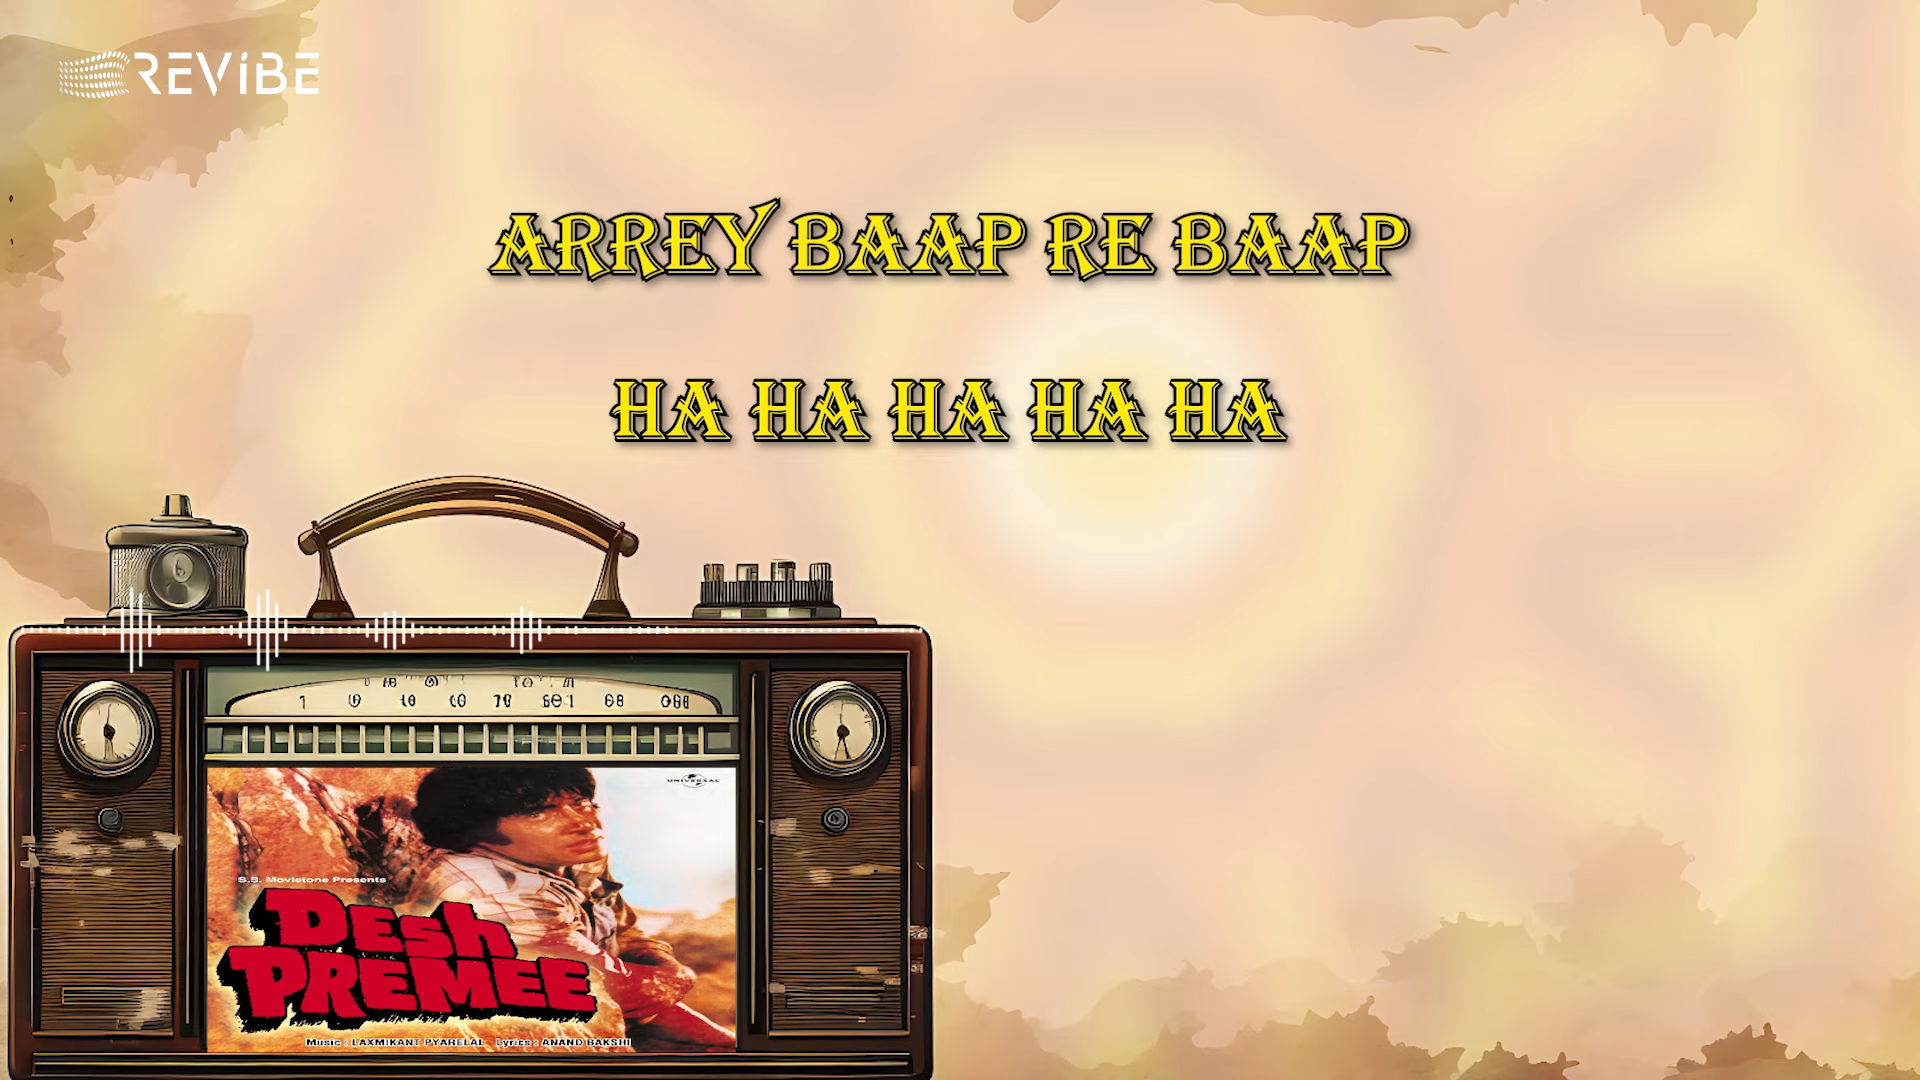 REViBE
ARREY BAAP RE BAAP
HA HA HA HA HA
UNIVERSAL
S.S. Movietone Presents
DESh
PREMEE
Music : LAXMIKANT PYARELAL Lyrics : ANAND BAKSHI